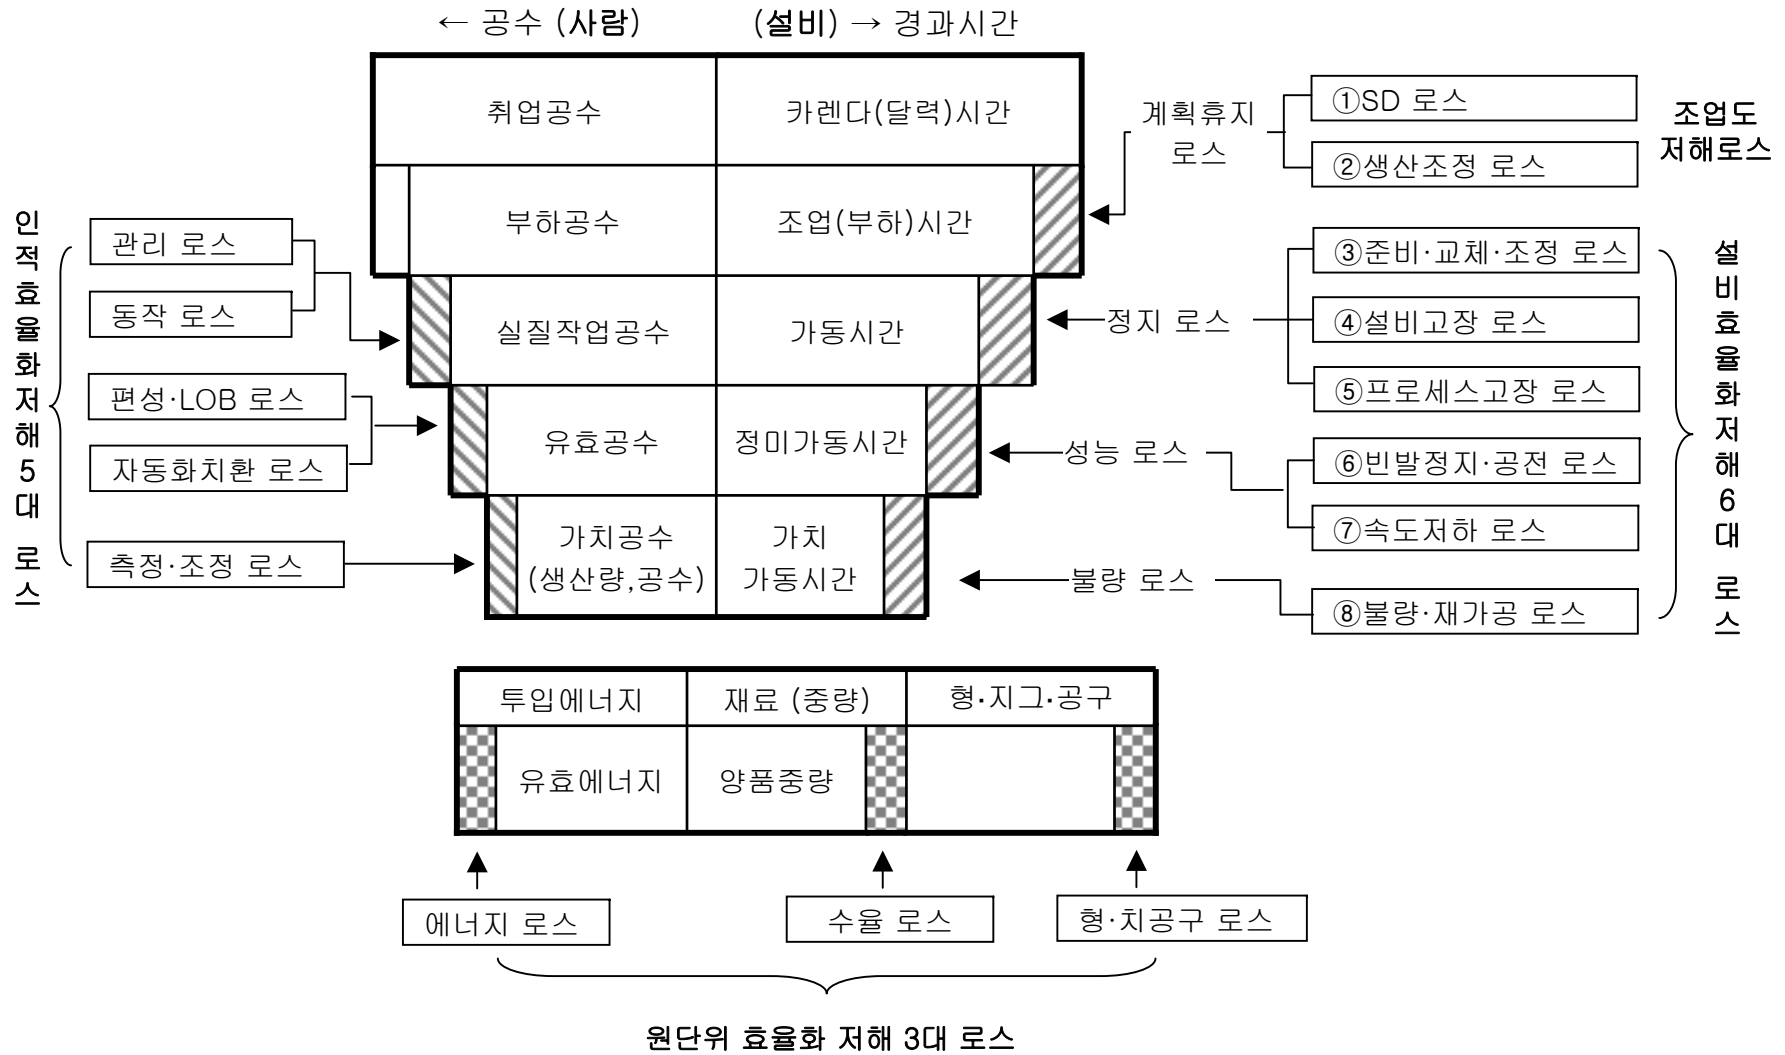 ← 공수 (사람)
(설비) → 경과시간
취업공수
카렌다(달력)시간
부하공수
조업(부하)시간
실질작업공수
가동시간
유효공수
정미가동시간
가치공수
(생산량,공수)
가치
가동시간
인적효율화저해5대 로스
관리 로스
동작 로스
편성·LOB 로스
자동화치환 로스
측정·조정 로스
계획휴지
로스
정지 로스
성능 로스
불량 로스
①SD 로스
②생산조정 로스
조업도
저해로스
③준비·교체·조정 로스
④설비고장 로스
⑤프로세스고장 로스
⑥빈발정지·공전 로스
⑦속도저하 로스
⑧불량·재가공 로스
설비효율화저해6대 로스
투입에너지
재료 (중량)
형·지그·공구
유효에너지
양품중량
에너지 로스
수율 로스
형·치공구 로스
원단위 효율화 저해 3대 로스